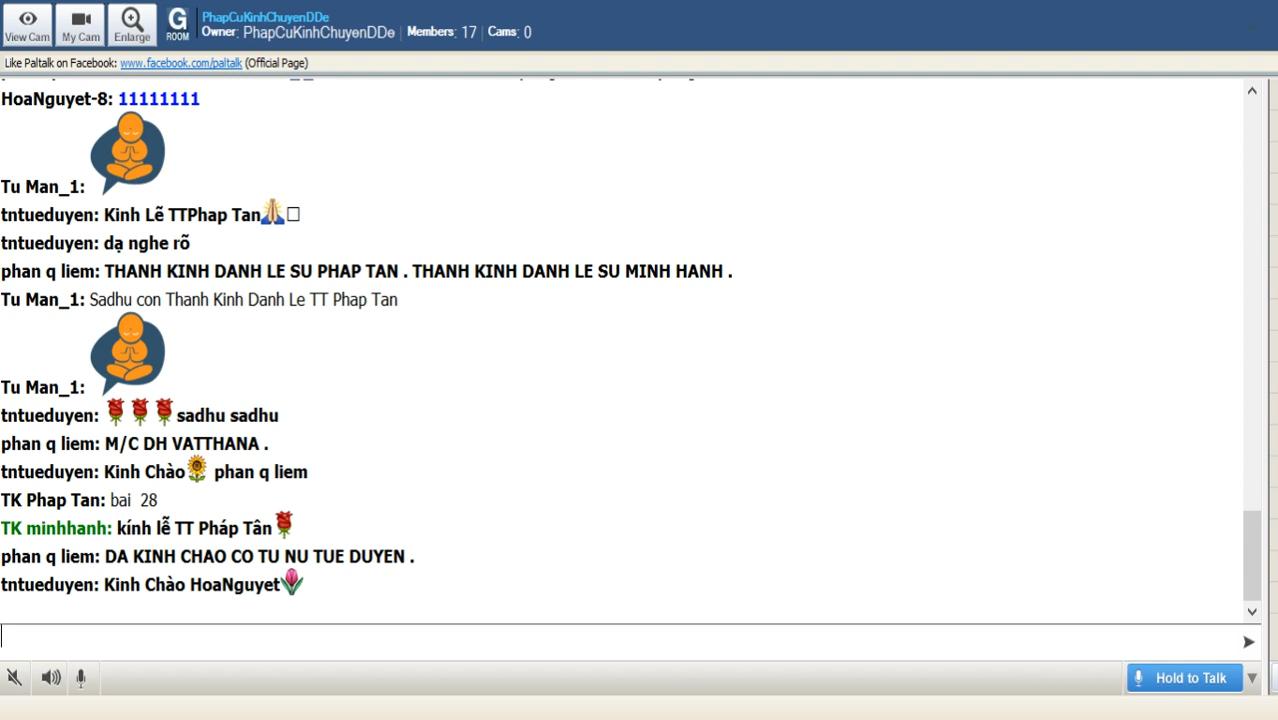 View Cam
My Cam
Enlarge
G
ROOM
PhapCuKinhChuyenDDe
Owner: PhapCuKinhChuyenDDe Members: 17 Cams: 0
Like Paltalk on Facebook: www.facebook.com/paltalk (Official Page)
HoaNguyet-8: 11111111
Tu Man_1:
tntueduyen: Kinh Lễ TTPhap Tan
tntueduyen: dạ nghe rõ
phan q liem: THANH KINH DANH LE SU PHAP TAN . THANH KINH DANH LE SU MINH HANH .
Tu Man_1: Sadhu con Thanh Kinh Danh Le TT Phap Tan
Tu Man_1:
tntueduyen: sadhu sadhu
phan q liem: M/C DH VATTHANA .
tntueduyen: Kinh Chào phan q liem
TK Phap Tan: bai 28
TK minhhanh: kính lễ TT Pháp Tân
phan q liem: DA KINH CHAO CO TU NU TUE DUYEN .
tntueduyen: Kinh Chào HoaNguyet
Hold to Talk